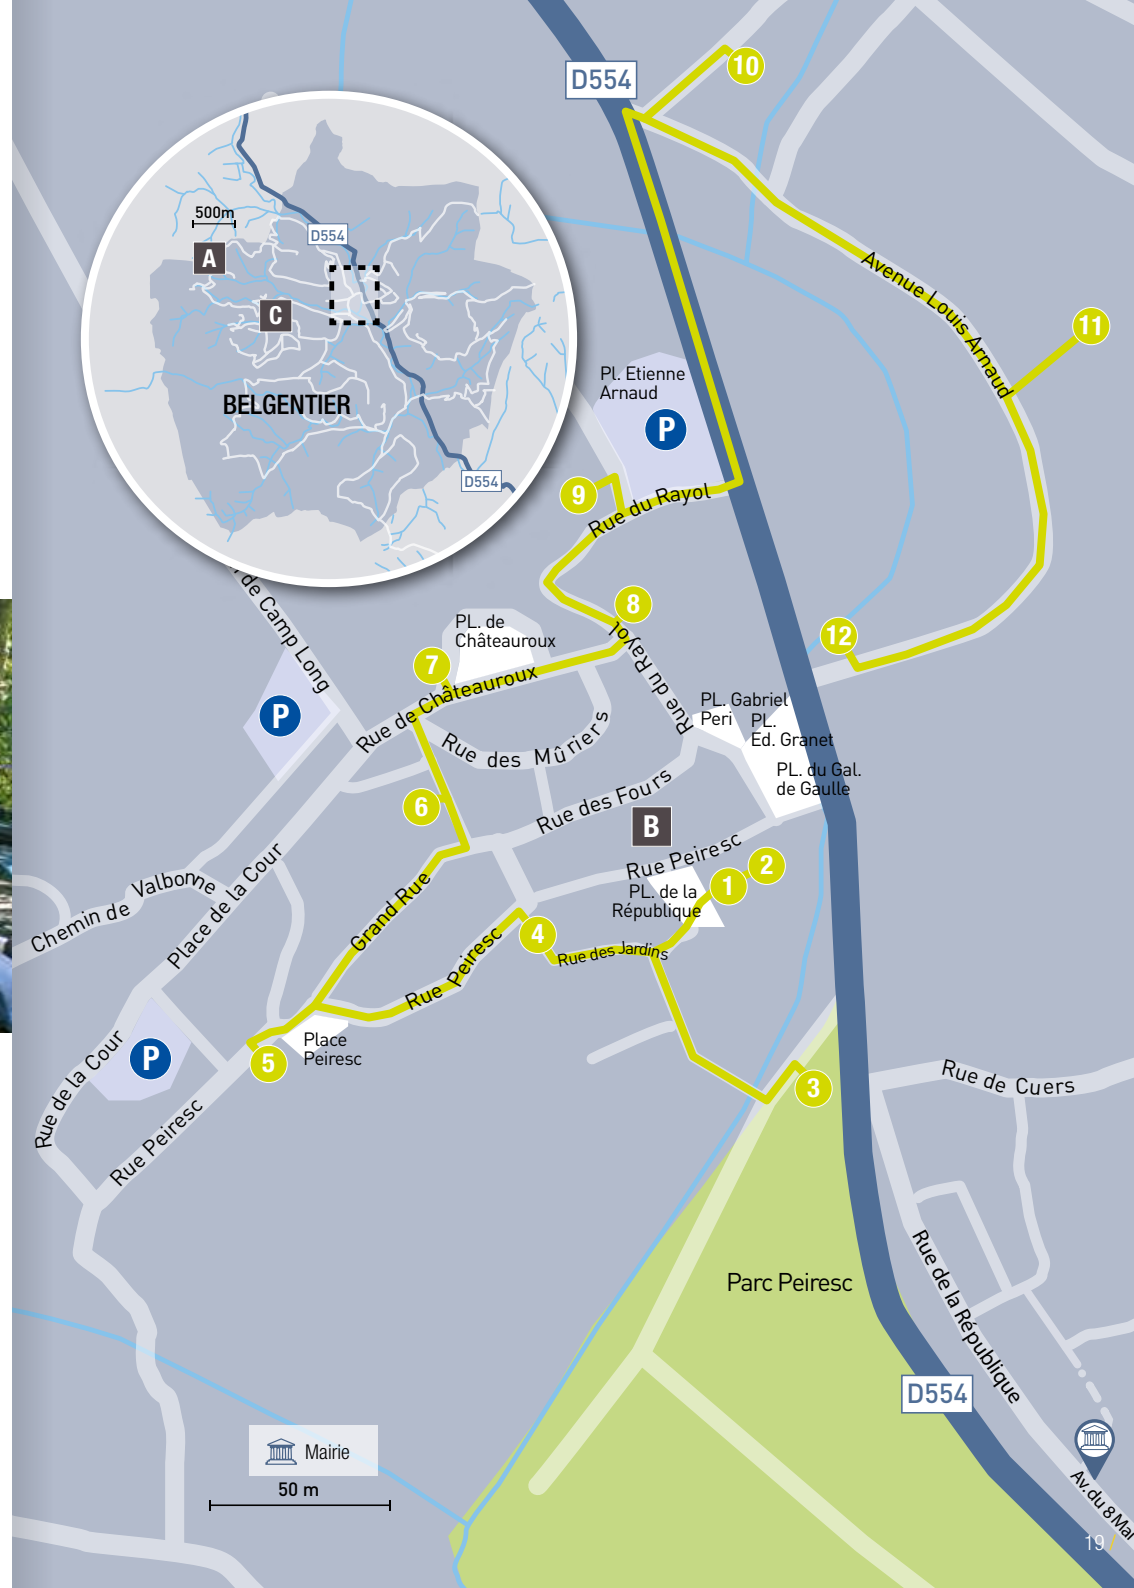 D554
10
500m
D554
A
C
BELGENTIER
D554
Avenue Louis Arnaud
11
Pl. Etienne
Arnaud
P
9
Rue du Rayol
8
12
de Camp Long
PL. de
Châteauroux
7
Rue du Rayol
P
Rue de Châteauroux
PL. Gabriel
Peri
PL.
Ed. Granet
PL. du Gal.
de Gaulle
Rue des Mûriers
6
Rue des Fours
B
Rue Peiresc
2
1
PL. de la
République
Chemin de Valbonne
Place de la Cour
Grand Rue
4
Rue des Jardins
Rue Peiresc
Place
Peiresc
5
P
Rue de la Cour
Rue Peiresc
3
Rue de Cuers
Parc Peiresc
Rue de la République
D554
Mairie
50 m
Av. du 8 Mai
19 /